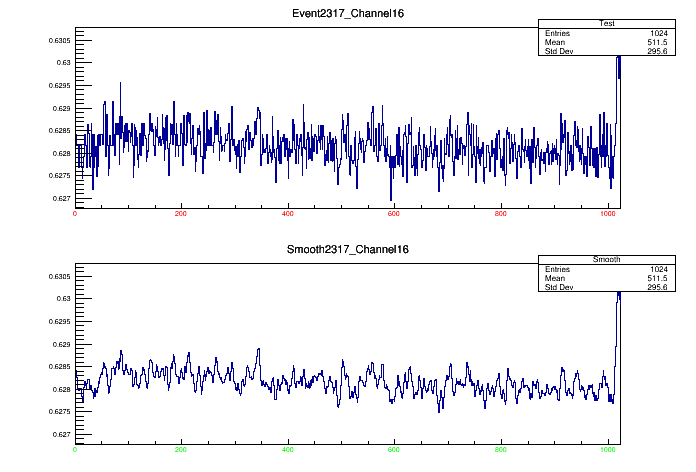 Event2317_Channel16
Test
Entries 1024
Mean 511.5
Std Dev 295.6
0.6305
0.63
0.6295
0.629
0.6285
0.628
0.6275
0.627
0 200 400 600 800 1000
Smooth2317_Channel16
Smooth
Entries 1024
Mean 511.5
Std Dev 295.6
0.6305
0.63
0.6295
0.629
0.6285
0.628
0.6275
0.627
0 200 400 600 800 1000